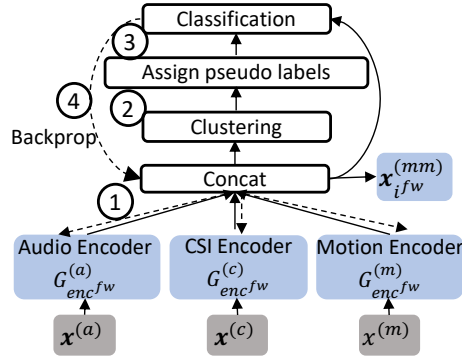 Classification
③
Assign pseudo labels
④
②
Backprop
Clustering
Concat
x_{i^{fw}}^{(mm)}
①
Audio Encoder CSI Encoder Motion Encoder
G_{enc^{fw}}^{(a)} G_{enc^{fw}}^{(c)} G_{enc^{fw}}^{(m)}
x^{(a)} x^{(c)} x^{(m)}